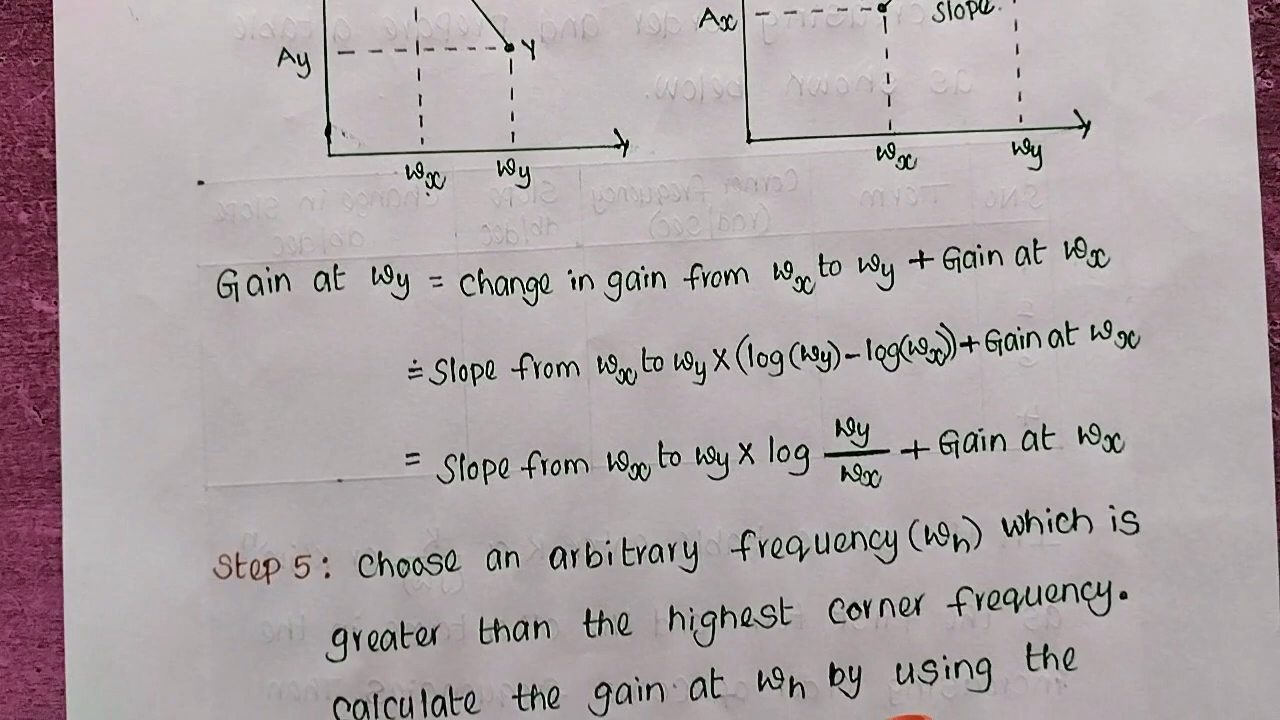 Ay
Y
ωx
ωy
Ax
Slope.
ωx
ωy
Gain at ωy = change in gain from ωx to ωy + Gain at ωx
= Slope from ωx to ωy × (log(ωy) - log(ωx)) + Gain at ωx
= Slope from ωx to ωy × log ωy/ωx + Gain at ωx
Step 5: choose an arbitrary frequency (ωh) which is
greater than the highest corner frequency.
calculate the gain at ωh by using the